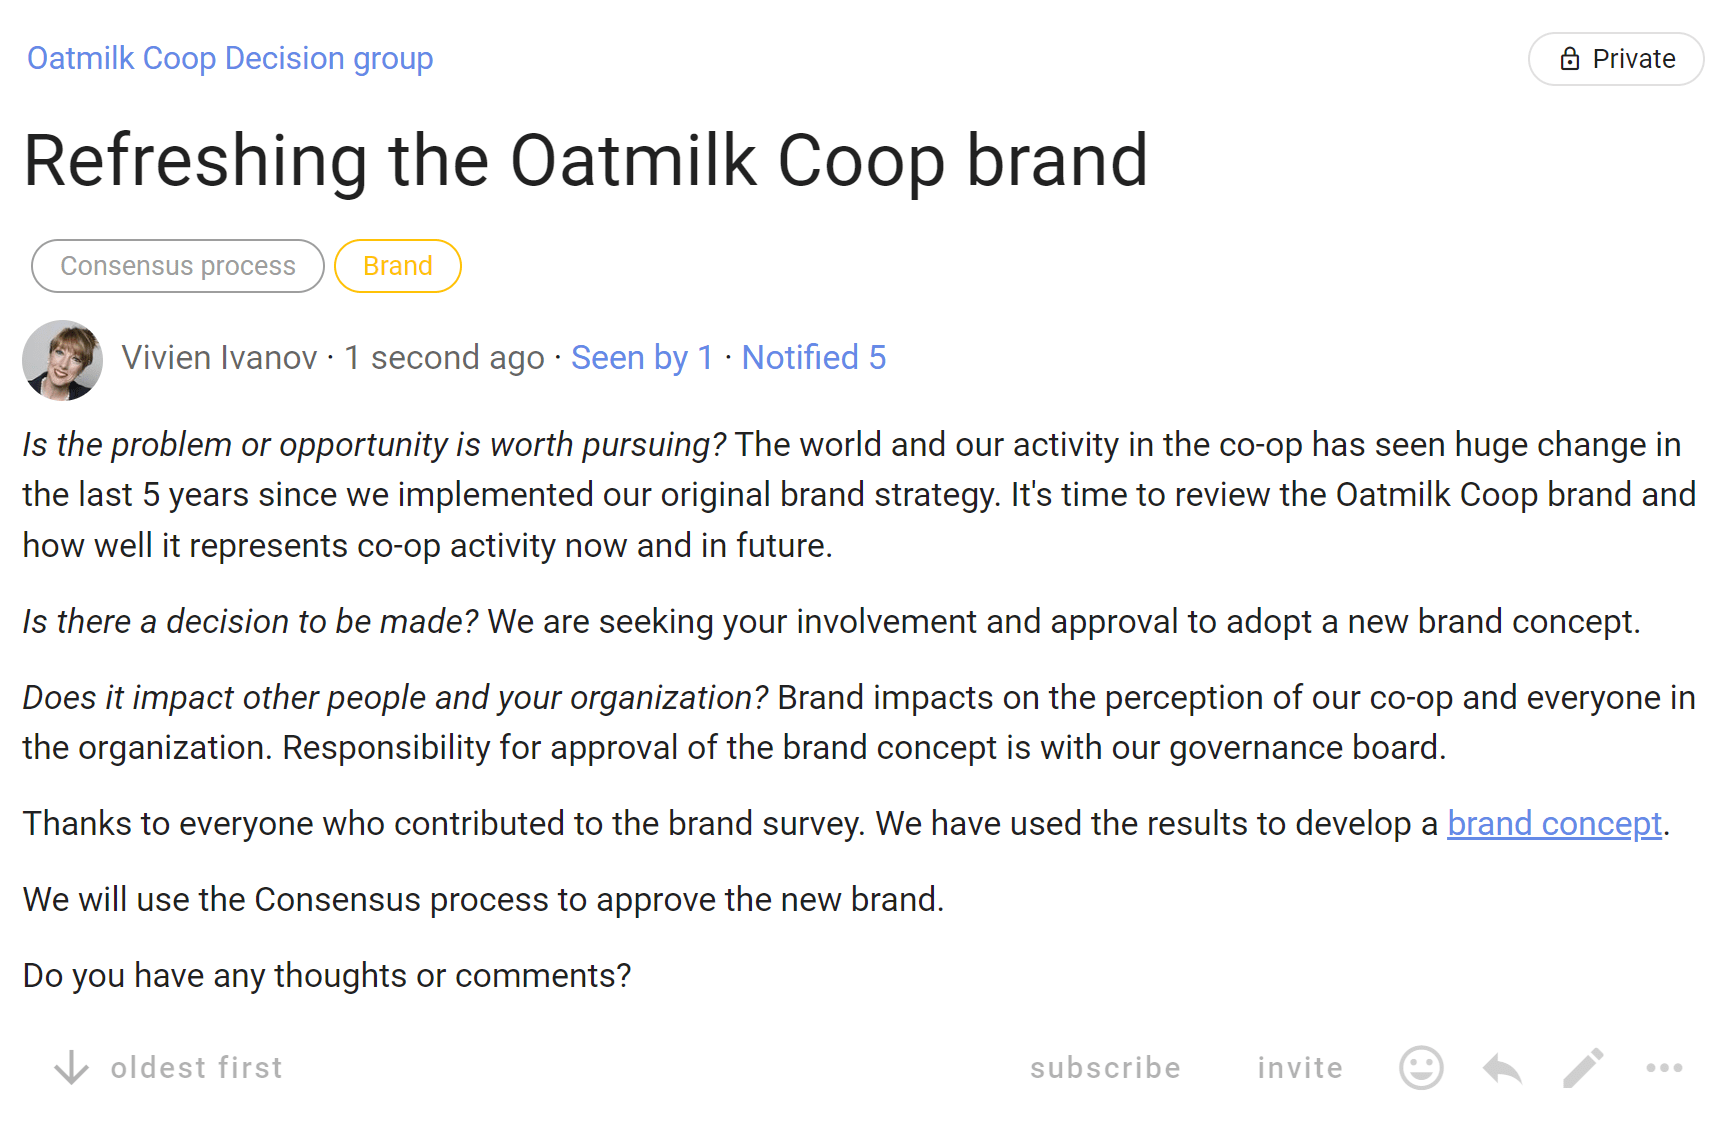 Oatmilk Coop Decision group
Private
Refreshing the Oatmilk Coop brand
Consensus process
Brand
Vivien Ivanov · 1 second ago · Seen by 1 · Notified 5
Is the problem or opportunity is worth pursuing? The world and our activity in the co-op has seen huge change in
the last 5 years since we implemented our original brand strategy. It's time to review the Oatmilk Coop brand and
how well it represents co-op activity now and in future.
Is there a decision to be made? We are seeking your involvement and approval to adopt a new brand concept.
Does it impact other people and your organization? Brand impacts on the perception of our co-op and everyone in
the organization. Responsibility for approval of the brand concept is with our governance board.
Thanks to everyone who contributed to the brand survey. We have used the results to develop a brand concept.
We will use the Consensus process to approve the new brand.
Do you have any thoughts or comments?
oldest first
subscribe
invite